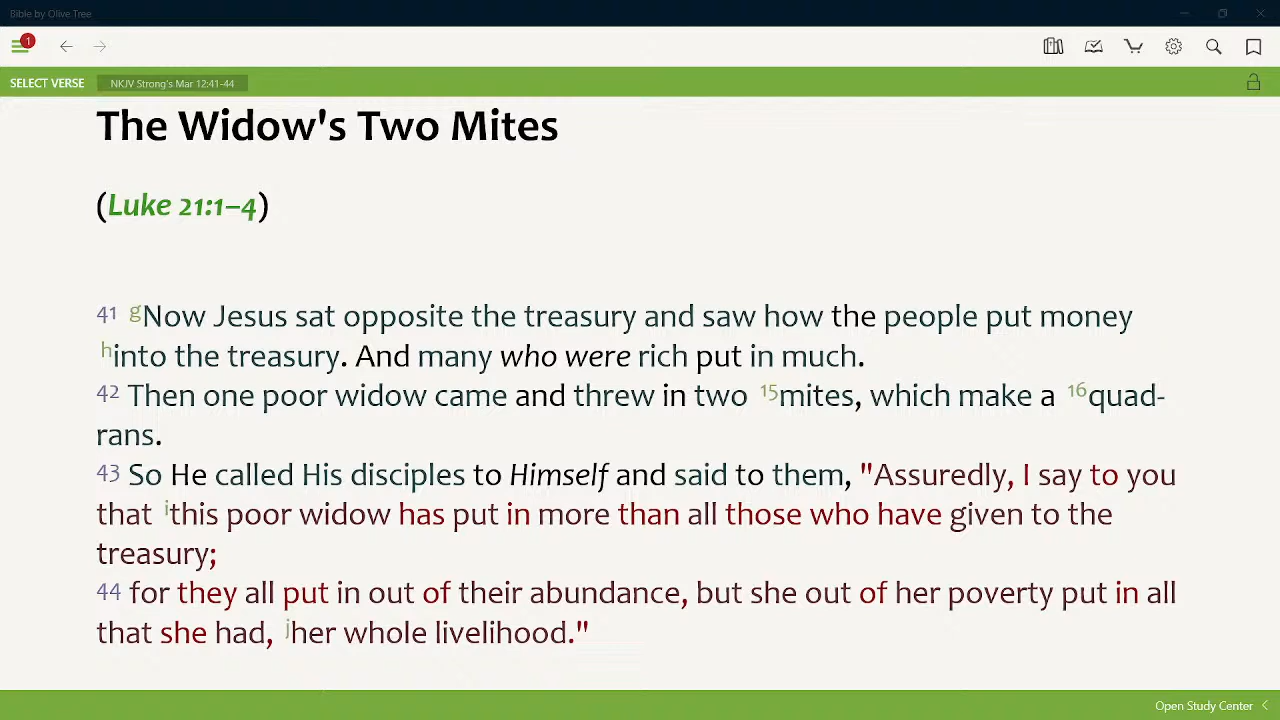 Bible by Olive Tree
1
SELECT VERSE NKJV Strong's Mar 12:41-44
The Widow's Two Mites
(Luke 21:1–4)
41 gNow Jesus sat opposite the treasury and saw how the people put money
hinto the treasury. And many who were rich put in much.
42 Then one poor widow came and threw in two 15mites, which make a 16quad-
rans.
43 So He called His disciples to Himself and said to them, "Assuredly, I say to you
that ithis poor widow has put in more than all those who have given to the
treasury;
44 for they all put in out of their abundance, but she out of her poverty put in all
that she had, jher whole livelihood."
Open Study Center